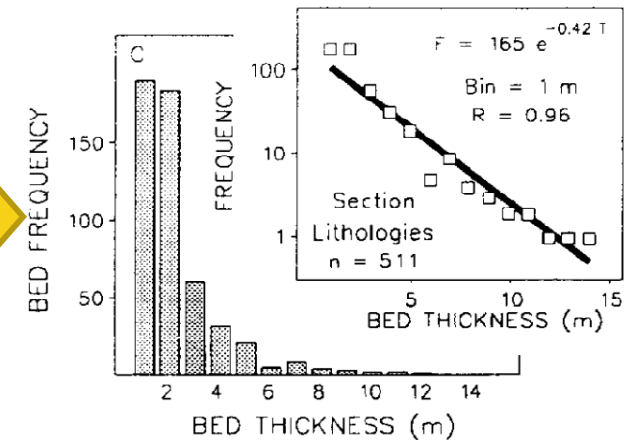 C
BED FREQUENCY
150
100
50
2 4 6 8 10 12 14
BED THICKNESS (m)
FREQUENCY
100
10
1
F = 165 e^-0.42 T
Bin = 1 m
R = 0.96
Section
Lithologies
n = 511
5 10 15
BED THICKNESS (m)